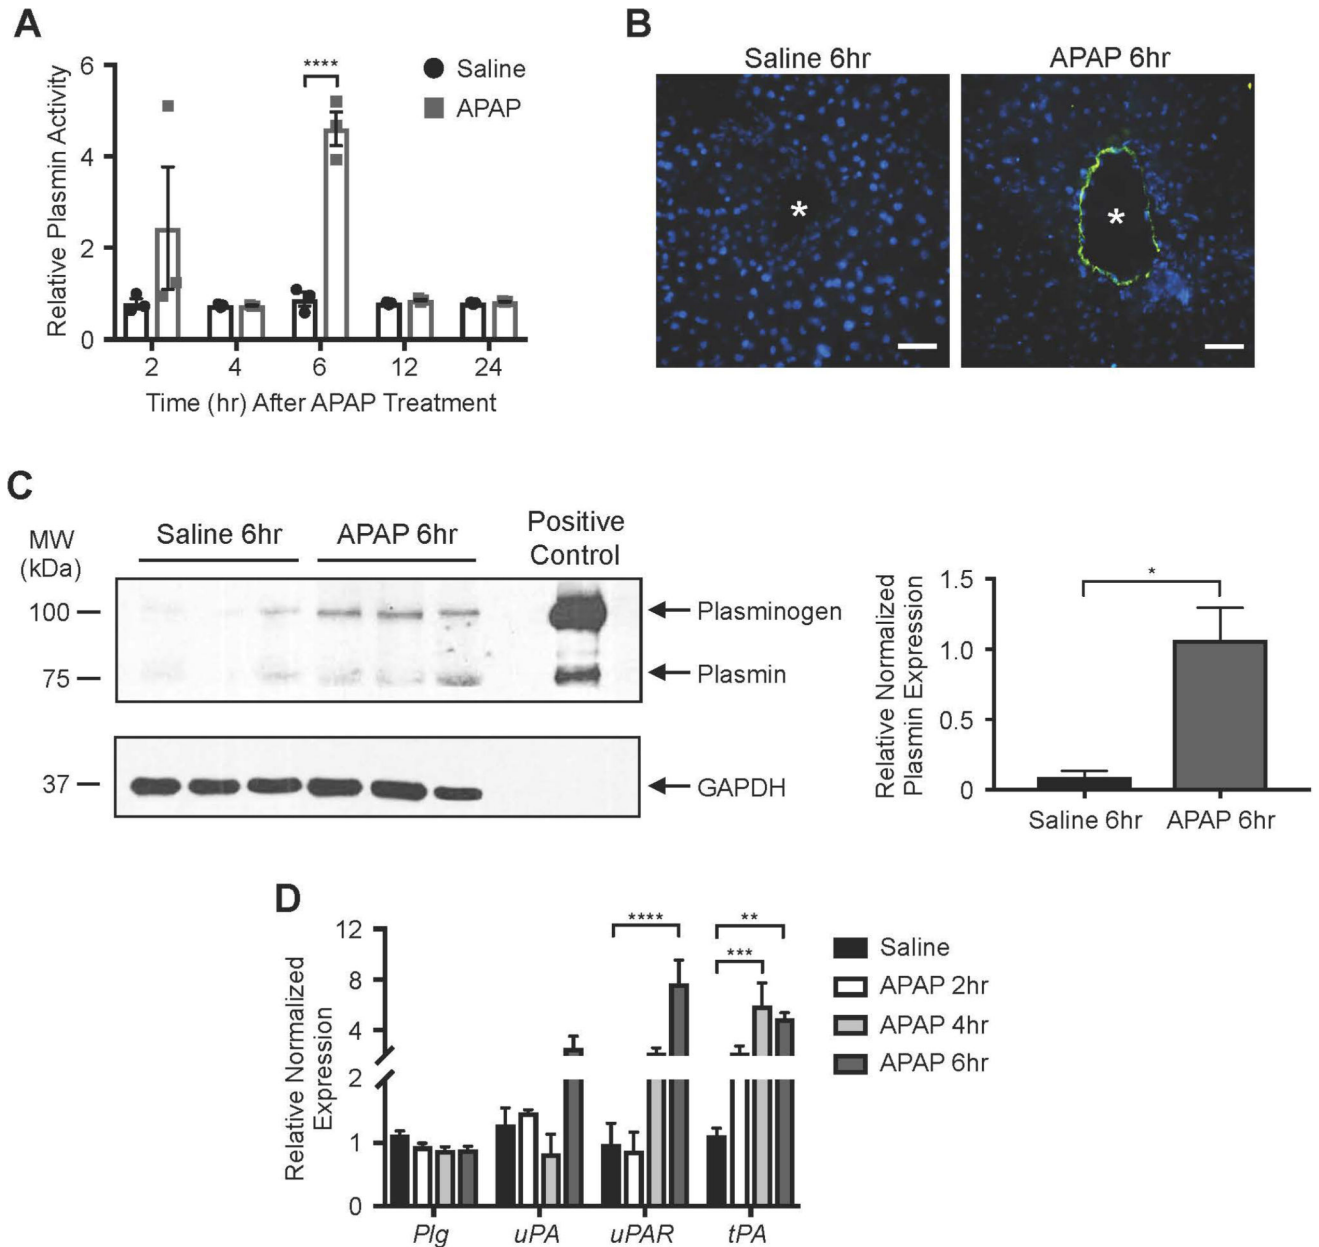 A
Relative Plasmin Activity
6
4
2
0
****
Saline
APAP
2 4 6 12 24
Time (hr) After APAP Treatment
B
Saline 6hr APAP 6hr
*
*
C
MW
(kDa)
Saline 6hr APAP 6hr
Positive
Control
100
75
37
Plasminogen
Plasmin
GAPDH
Relative Normalized
Plasmin Expression
1.5
1.0
0.5
0
*
Saline 6hr APAP 6hr
D
Relative Normalized
Expression
12
8
4
2
1
0
****
**
***
Saline
APAP 2hr
APAP 4hr
APAP 6hr
Plg uPA uPAR tPA